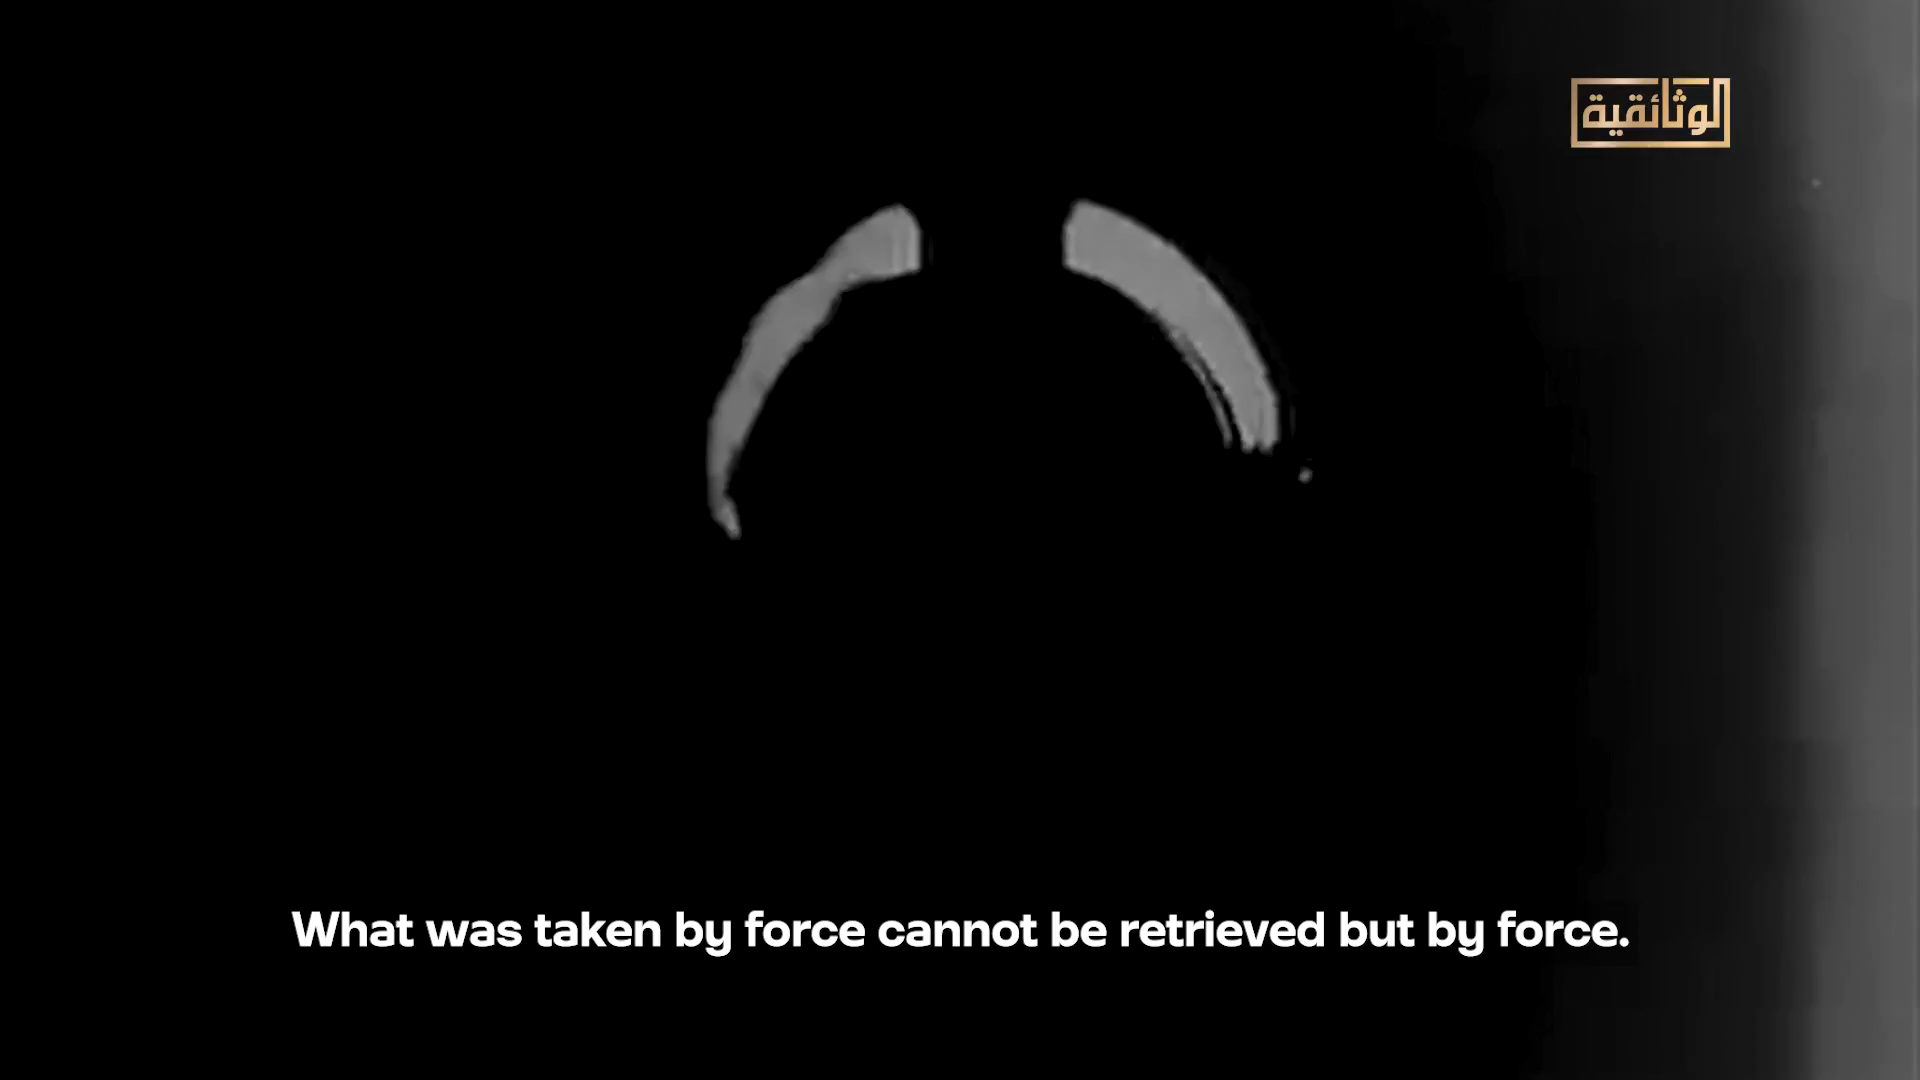 الوثائقية
What was taken by force cannot be retrieved but by force.